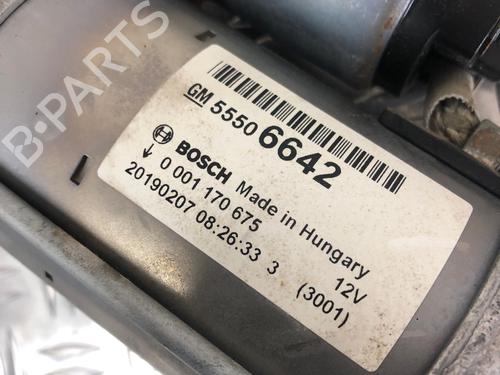 B-PARTS
GM 5550 6642
BOSCH Made in Hungary
0 001 170 675 12V
20190207 08:26:33 3 (3001)